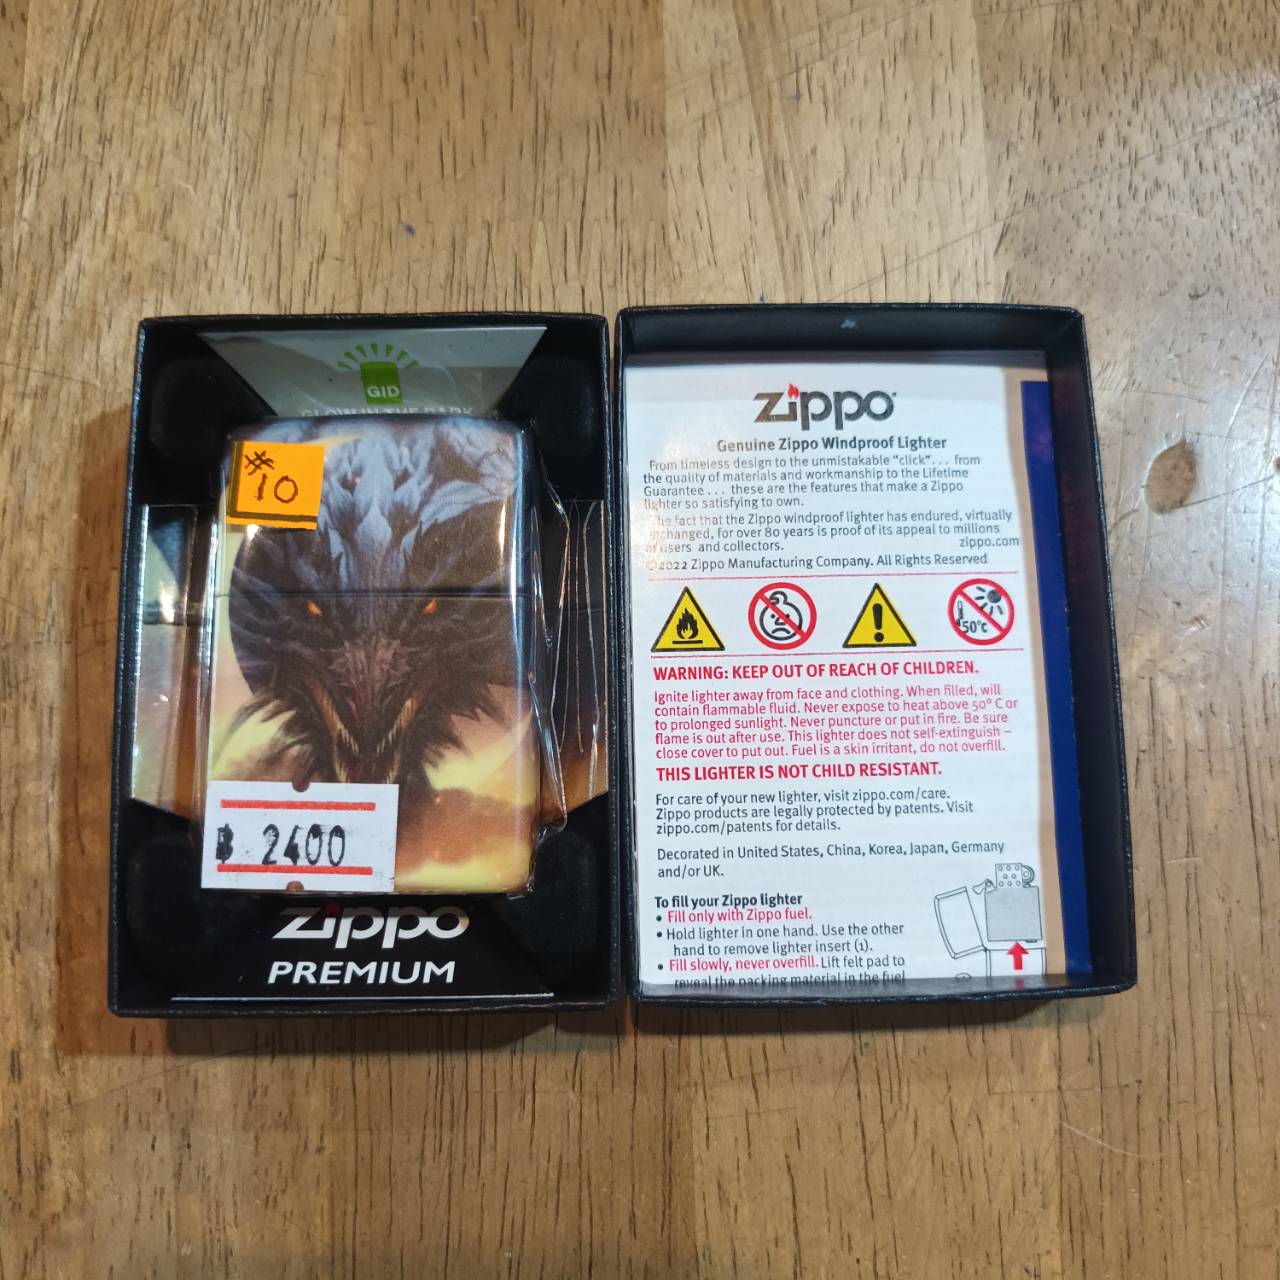 GID
GLOW IN THE DARK
#10
฿ 2400
zippo
PREMIUM
zippo
Genuine Zippo Windproof Lighter
From timeless design to the unmistakable "click". . . from
the quality of materials and workmanship to the Lifetime
Guarantee . . . these are the features that make a Zippo
lighter so satisfying to own.
The fact that the Zippo windproof lighter has endured, virtually
unchanged, for over 80 years is proof of its appeal to millions
of users and collectors.
zippo.com
©2022 Zippo Manufacturing Company. All Rights Reserved
50°c
WARNING: KEEP OUT OF REACH OF CHILDREN.
Ignite lighter away from face and clothing. When filled, will
contain flammable fluid. Never expose to heat above 50° C or
to prolonged sunlight. Never puncture or put in fire. Be sure
flame is out after use. This lighter does not self-extinguish –
close cover to put out. Fuel is a skin irritant, do not overfill.
THIS LIGHTER IS NOT CHILD RESISTANT.
For care of your new lighter, visit zippo.com/care.
Zippo products are legally protected by patents. Visit
zippo.com/patents for details.
Decorated in United States, China, Korea, Japan, Germany
and/or UK.
To fill your Zippo lighter
• Fill only with Zippo fuel.
• Hold lighter in one hand. Use the other
hand to remove lighter insert (1).
• Fill slowly, never overfill. Lift felt pad to
reveal the packing material in the fuel